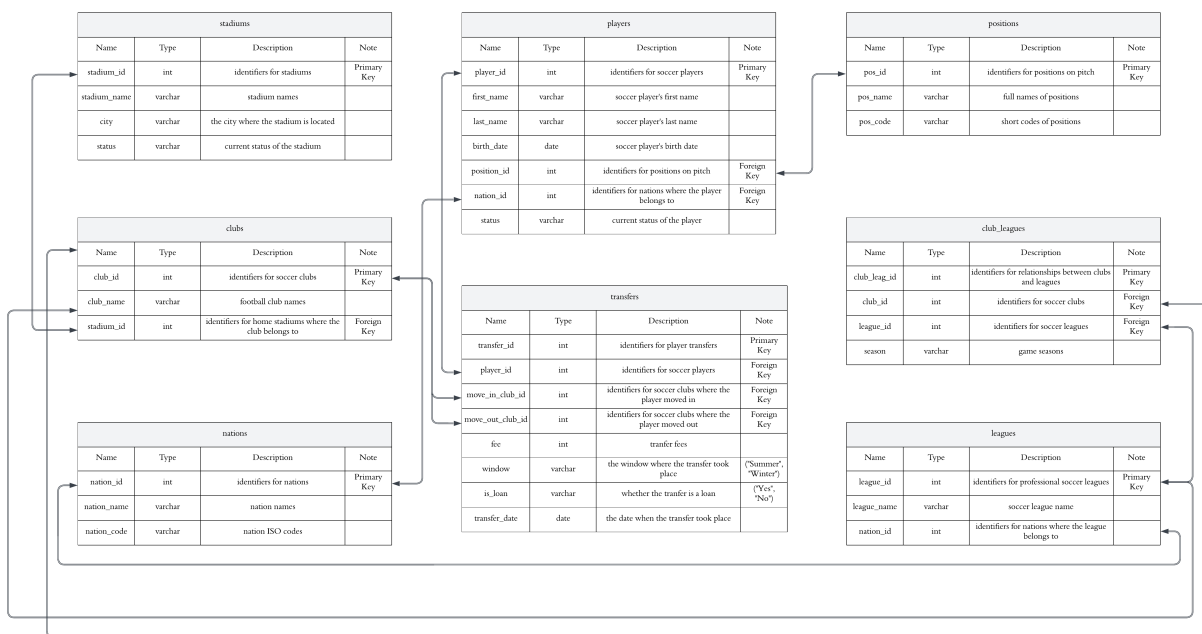 stadiums
Name Type Description Note
stadium_id int identifiers for stadiums Primary
Key
stadium_name varchar stadium names
city varchar the city where the stadium is located
status varchar current status of the stadium
players
Name Type Description Note
player_id int identifiers for soccer players Primary
Key
first_name varchar soccer player's first name
last_name varchar soccer player's last name
birth_date date soccer player's birth date
position_id int identifiers for positions on pitch Foreign
Key
nation_id int identifiers for nations where the player Foreign
belongs to Key
status varchar current status of the player
positions
Name Type Description Note
pos_id int identifiers for positions on pitch Primary
Key
pos_name varchar full names of positions
pos_code varchar short codes of positions
clubs
Name Type Description Note
club_id int identifiers for soccer clubs Primary
Key
club_name varchar football club names
stadium_id int identifiers for home stadiums where the Foreign
club belongs to Key
transfers
Name Type Description Note
transfer_id int identifiers for player transfers Primary
Key
player_id int identifiers for soccer players Foreign
Key
move_in_club_id int identifiers for soccer clubs where the Foreign
player moved in Key
move_out_club_id int identifiers for soccer clubs where the Foreign
player moved out Key
fee int tranfer fees
window varchar the window where the transfer took ("Summer",
place "Winter")
is_loan varchar whether the tranfer is a loan ("Yes",
"No")
transfer_date date the date when the transfer took place
club_leagues
Name Type Description Note
club_leag_id int identifiers for relationships between clubs Primary
and leagues Key
club_id int identifiers for soccer clubs Foreign
Key
league_id int identifiers for soccer leagues Foreign
Key
season varchar game seasons
nations
Name Type Description Note
nation_id int identifiers for nations Primary
Key
nation_name varchar nation names
nation_code varchar nation ISO codes
leagues
Name Type Description Note
league_id int identifiers for professional soccer leagues Primary
Key
league_name varchar soccer league name
nation_id int identifiers for nations where the league
belongs to